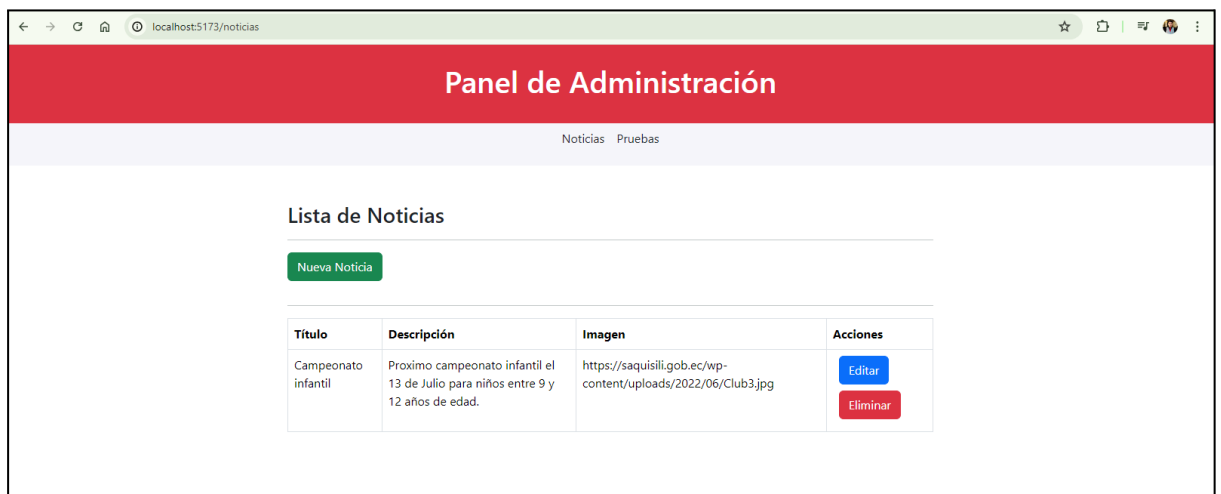 localhost:5173/noticias
Panel de Administración
Noticias Pruebas
Lista de Noticias
Nueva Noticia
Título Descripción Imagen Acciones
Campeonato Proximo campeonato infantil el https://saquisili.gob.ec/wp- Editar
infantil 13 de Julio para niños entre 9 y content/uploads/2022/06/Club3.jpg
12 años de edad. Eliminar